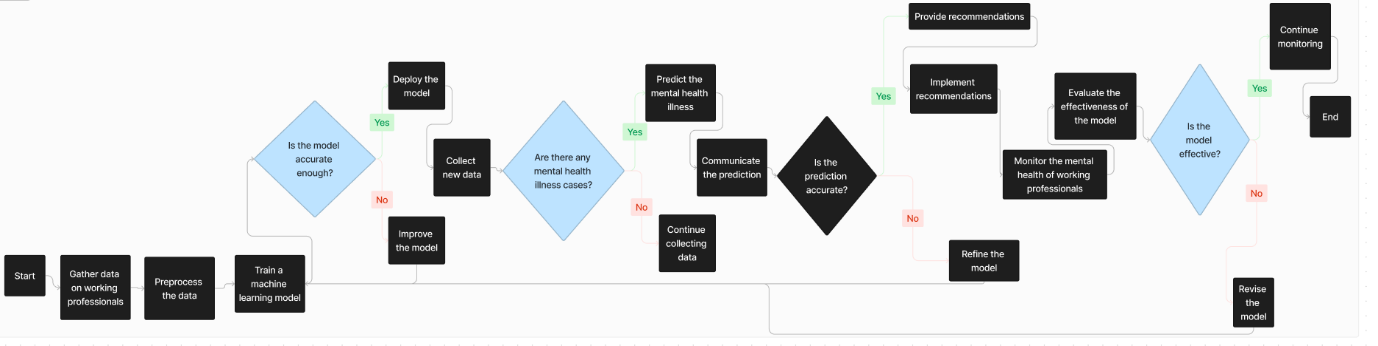 Start
Gather data
on working
professionals
Preprocess
the data
Train a
machine
learning model
Is the model
accurate
enough?
Yes
No
Deploy the
model
Improve
the model
Collect
new data
Are there any
mental health
illness cases?
Yes
No
Predict the
mental health
illness
Continue
collecting
data
Communicate
the prediction
Is the
prediction
accurate?
Yes
No
Provide recommendations
Implement
recommendations
Refine the
model
Monitor the mental
health of working
professionals
Evaluate the
effectiveness of
the model
Is the
model
effective?
Yes
No
Continue
monitoring
End
Revise
the
model